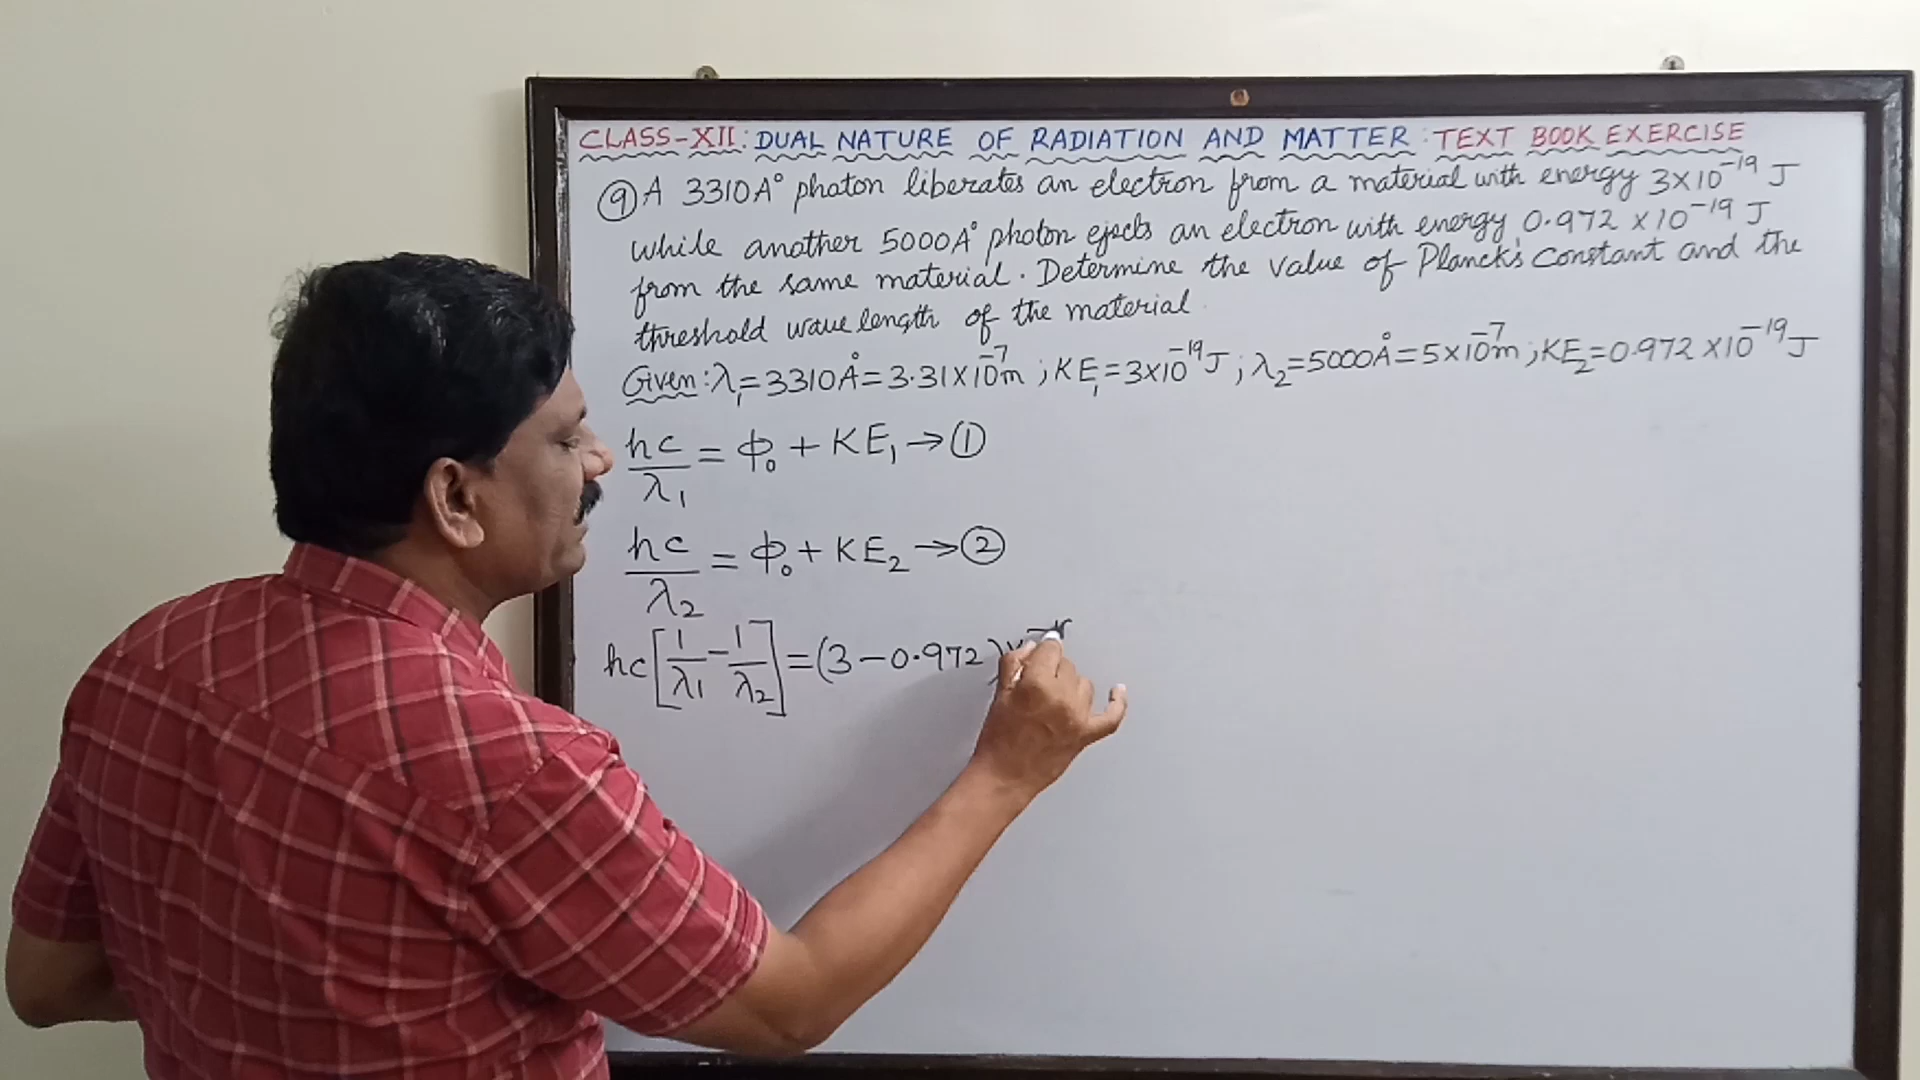 CLASS-XII: DUAL NATURE OF RADIATION AND MATTER: TEXT BOOK EXERCISE
⑨ A 3310A° photon liberates an electron from a material with energy 3×10⁻¹⁹ J
while another 5000A° photon ejects an electron with energy 0.972 ×10⁻¹⁹ J
from the same material. Determine the value of Planck's Constant and the
threshold wave length of the material.
Given: λ₁=3310Å=3.31×10⁻⁷m ; KE₁=3×10⁻¹⁹J ; λ₂=5000Å=5×10⁻⁷m ; KE₂=0.972 ×10⁻¹⁹J
hc/λ₁ = ϕ₀ + KE₁ → ①
hc/λ₂ = ϕ₀ + KE₂ → ②
hc[1/λ₁ − 1/λ₂] = (3 − 0.972)